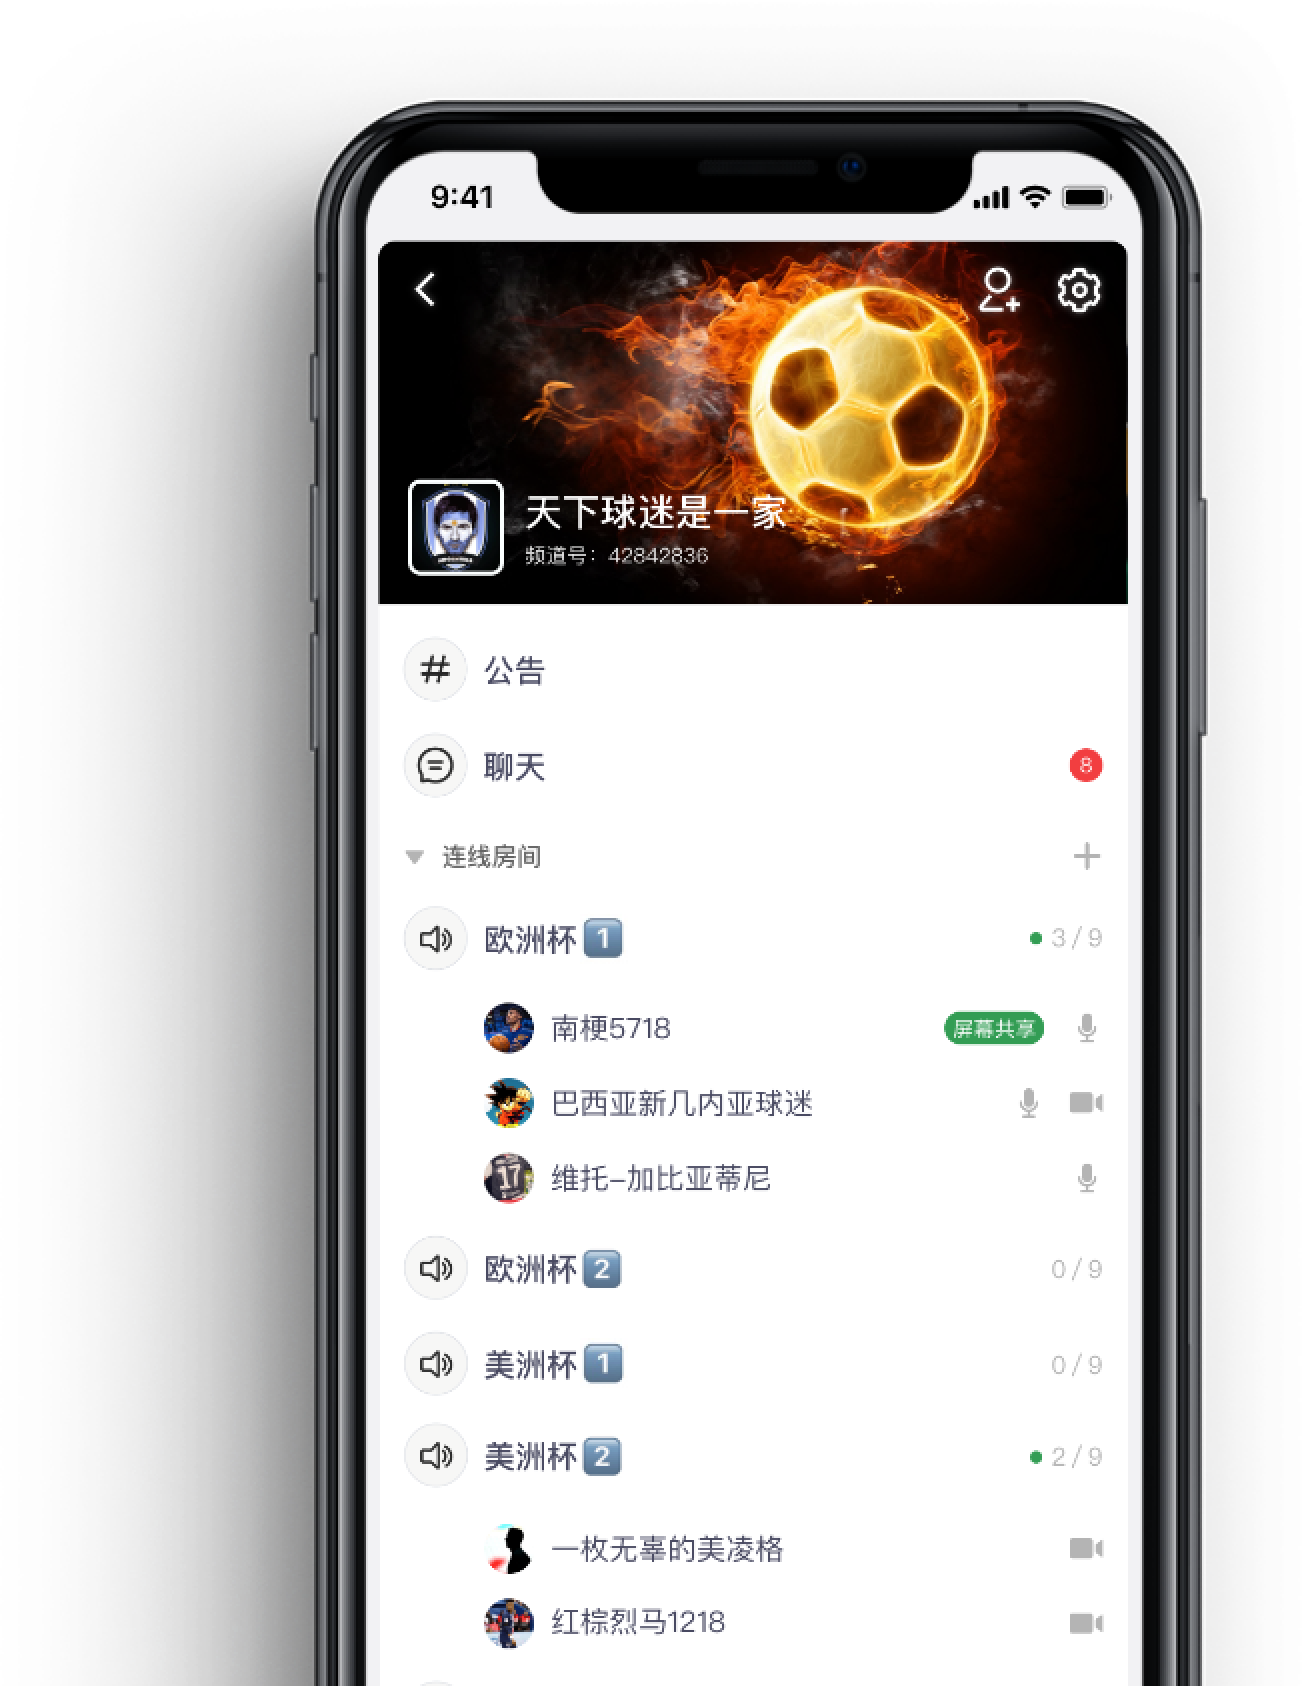 9:41
天下球迷是一家
频道号：42842836
公告
聊天 8
连线房间
欧洲杯 1 3 / 9
南梗5718 屏幕共享
巴西亚新几内亚球迷
17
维托-加比亚蒂尼
欧洲杯 2 0 / 9
美洲杯 1 0 / 9
美洲杯 2 2 / 9
一枚无辜的美凌格
红棕烈马1218